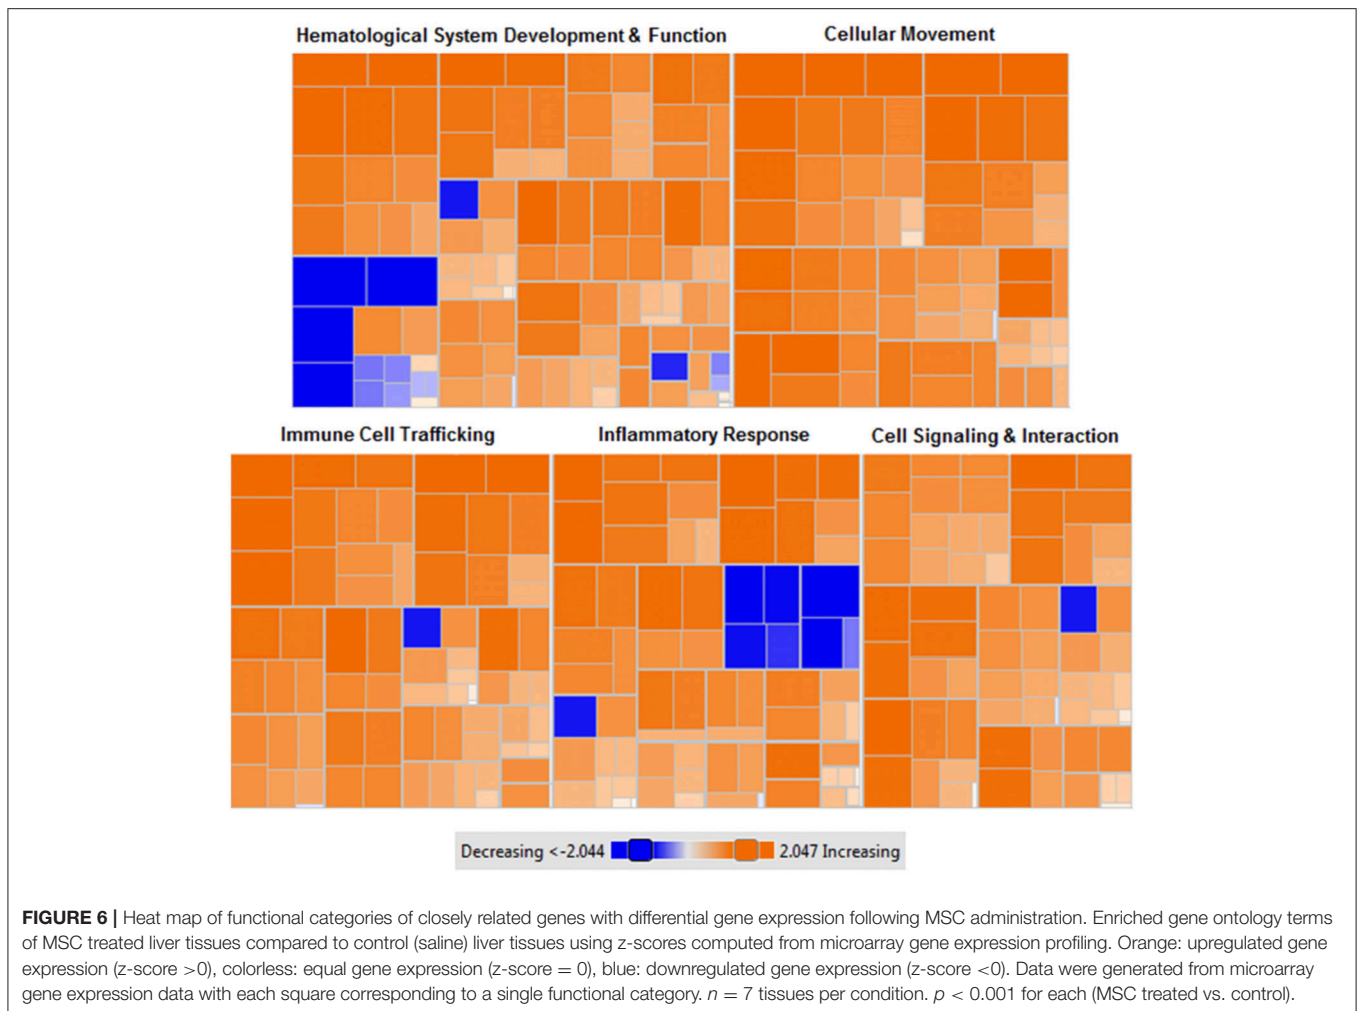 Hematological System Development & Function
Cellular Movement
Immune Cell Trafficking
Inflammatory Response
Cell Signaling & Interaction
Decreasing <-2.044 2.047 Increasing
FIGURE 6 | Heat map of functional categories of closely related genes with differential gene expression following MSC administration. Enriched gene ontology terms
of MSC treated liver tissues compared to control (saline) liver tissues using z-scores computed from microarray gene expression profiling. Orange: upregulated gene
expression (z-score >0), colorless: equal gene expression (z-score = 0), blue: downregulated gene expression (z-score <0). Data were generated from microarray
gene expression data with each square corresponding to a single functional category. n = 7 tissues per condition. p < 0.001 for each (MSC treated vs. control).